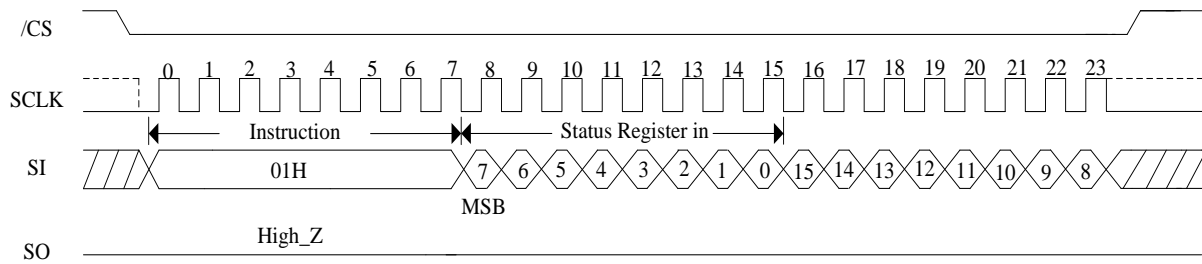 /CS
0 1 2 3 4 5 6 7 8 9 10 11 12 13 14 15 16 17 18 19 20 21 22 23
SCLK
Instruction Status Register in
SI 01H 7 6 5 4 3 2 1 0 15 14 13 12 11 10 9 8
MSB
High_Z
SO